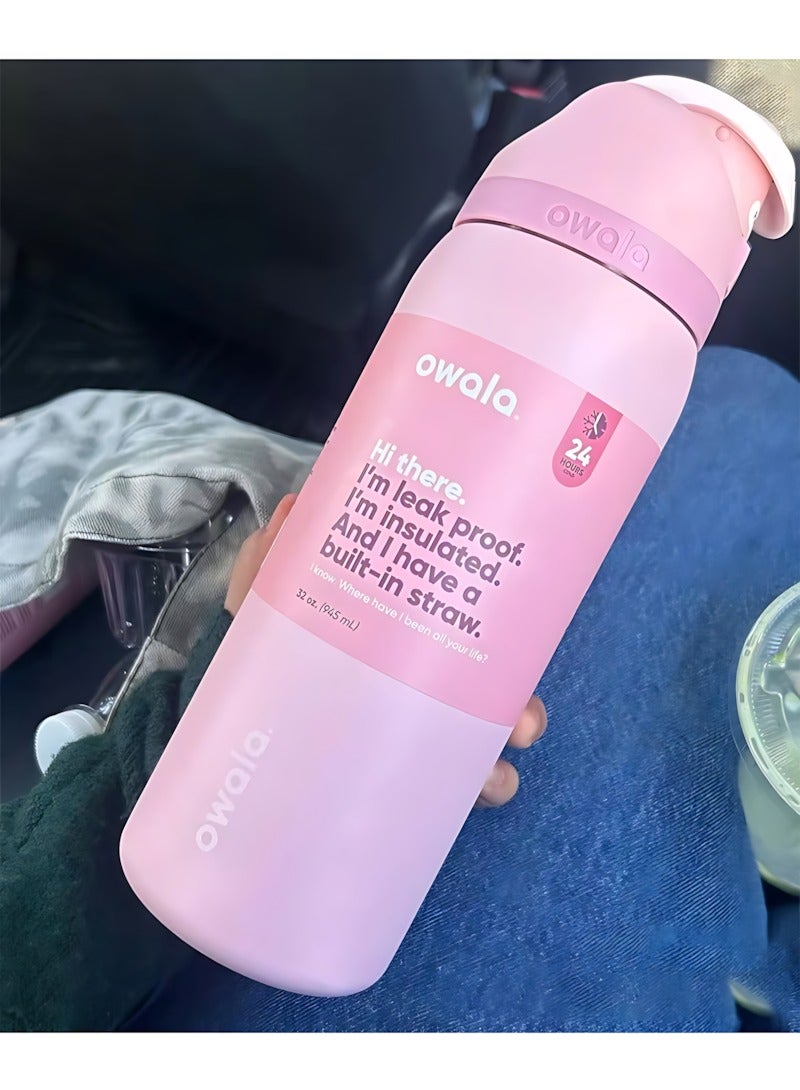 owala
owala.
24
HOURS
COLD
Hi there.
I'm leak proof.
I'm insulated.
And I have a
built-in straw.
I know. Where have I been all your life?
32 oz. (945 mL)
owala.